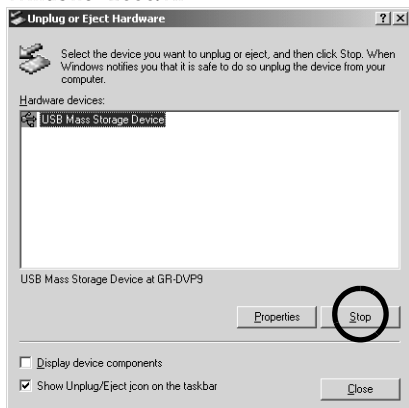 Unplug or Eject Hardware
Select the device you want to unplug or eject, and then click Stop. When
Windows notifies you that it is safe to do so unplug the device from your
computer.
Hardware devices:
USB Mass Storage Device
USB Mass Storage Device at GR-DVP9
Properties
Stop
Display device components
Show Unplug/Eject icon on the taskbar
Close